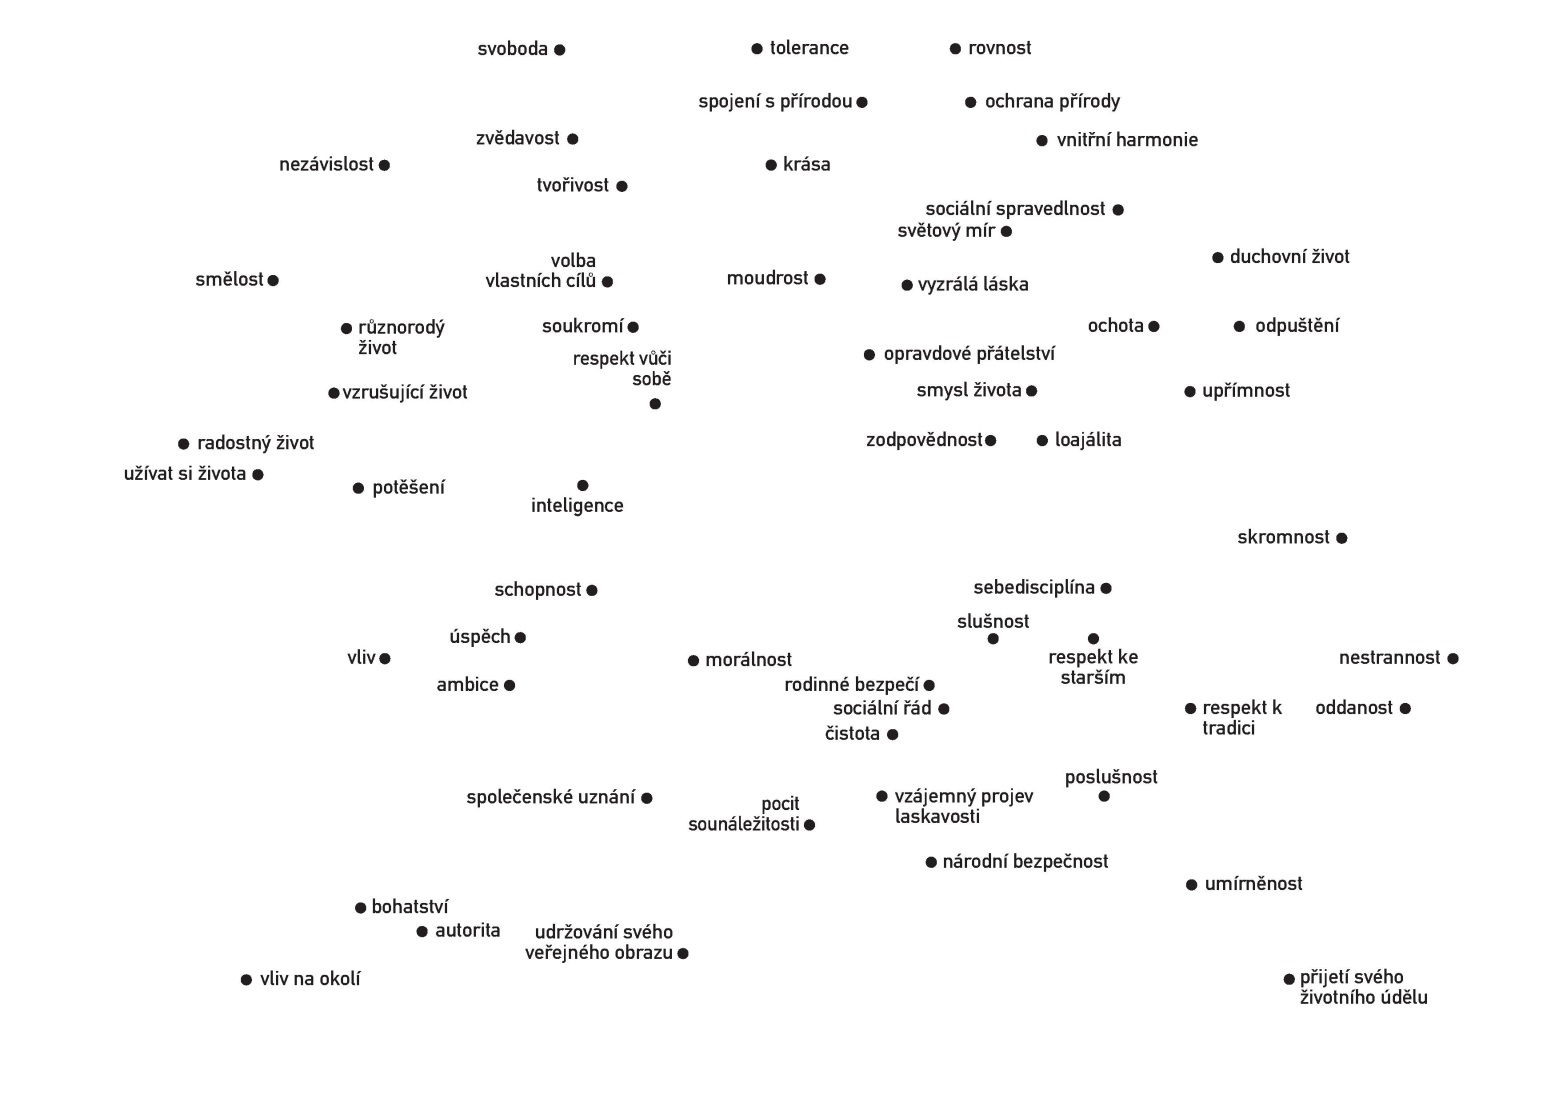 svoboda
tolerance
rovnost
spojení s přírodou
ochrana přírody
zvědavost
vnitřní harmonie
nezávislost
krása
tvořivost
sociální spravedlnost
světový mír
duchovní život
volba
vlastních cílů
smělost
moudrost
vyzrálá láska
různorodý
život
soukromí
ochota
odpuštění
respekt vůči
sobě
opravdové přátelství
vzrušující život
smysl života
upřímnost
radostný život
zodpovědnost
loajálita
užívat si života
potěšení
inteligence
skromnost
schopnost
sebedisciplína
slušnost
úspěch
vliv
morálnost
respekt ke
starším
nestrannost
ambice
rodinné bezpečí
sociální řád
respekt k
tradici
oddanost
čistota
poslušnost
společenské uznání
pocit
sounáležitosti
vzájemný projev
laskavosti
národní bezpečnost
umírněnost
bohatství
autorita
udržování svého
veřejného obrazu
vliv na okolí
přijetí svého
životního údělu